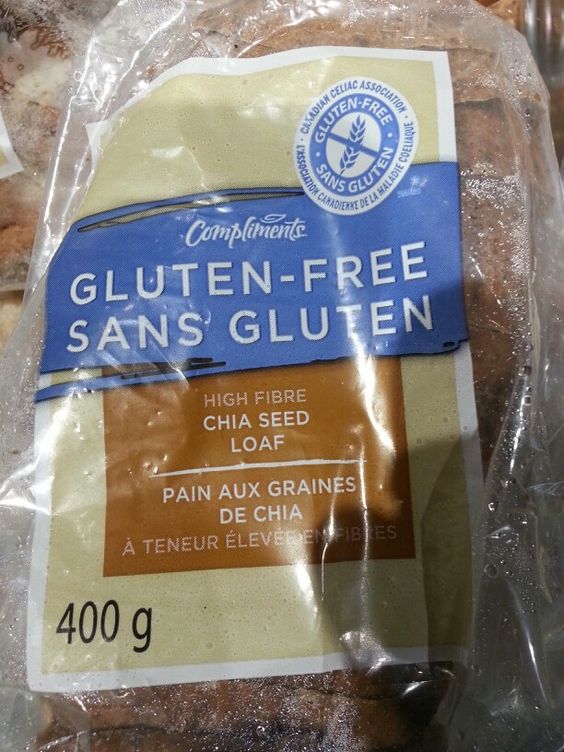 CANADIAN CELIAC ASSOCIATION
GLUTEN-FREE
SANS GLUTEN
L'ASSOCIATION CANADIENNE DE LA MALADIE COELIAQUE
Compliments
GLUTEN-FREE
SANS GLUTEN
HIGH FIBRE
CHIA SEED
LOAF
PAIN AUX GRAINES
DE CHIA
À TENEUR ÉLEVÉE EN FIBRES
400 g